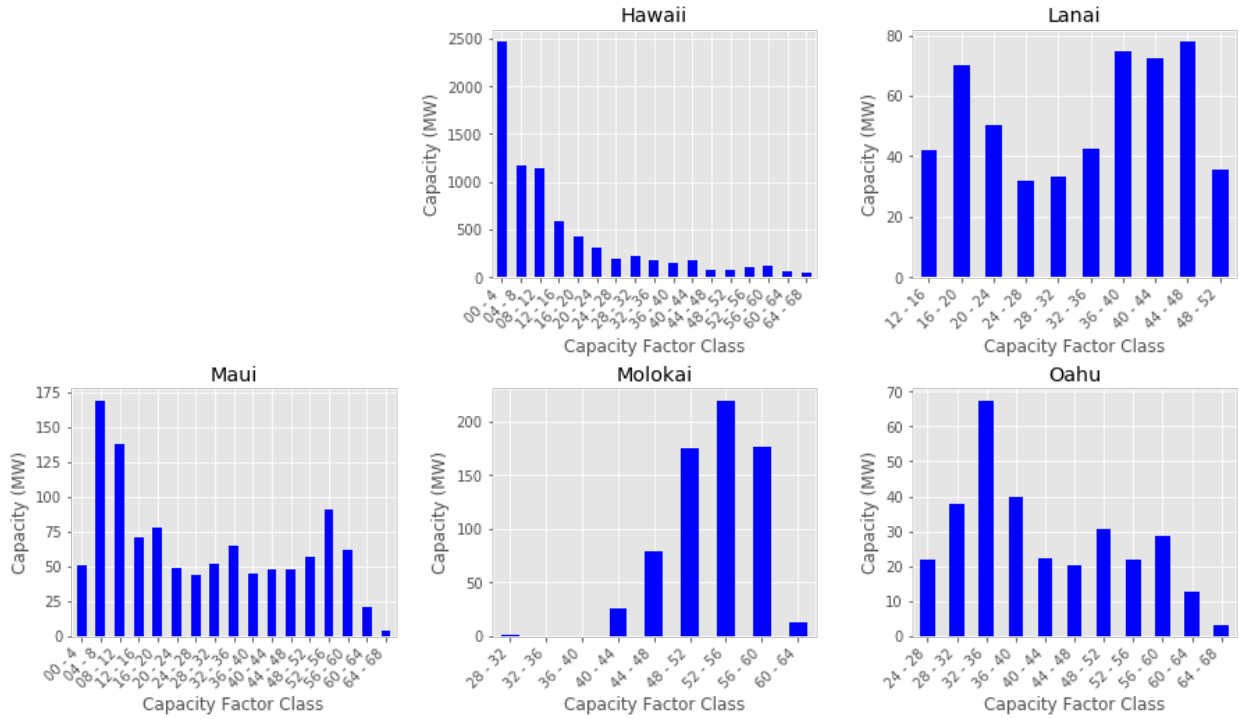 Hawaii
Capacity (MW)
2500
2000
1500
1000
500
0
00 - 4
04 - 8
08 - 12
12 - 16
16 - 20
20 - 24
24 - 28
28 - 32
32 - 36
36 - 40
40 - 44
44 - 48
48 - 52
52 - 56
56 - 60
60 - 64
64 - 68
Capacity Factor Class
Lanai
Capacity (MW)
80
60
40
20
0
12 - 16
16 - 20
20 - 24
24 - 28
28 - 32
32 - 36
36 - 40
40 - 44
44 - 48
48 - 52
Capacity Factor Class
Maui
Capacity (MW)
175
150
125
100
75
50
25
0
00 - 4
04 - 8
08 - 12
12 - 16
16 - 20
20 - 24
24 - 28
28 - 32
32 - 36
36 - 40
40 - 44
44 - 48
48 - 52
52 - 56
56 - 60
60 - 64
64 - 68
Capacity Factor Class
Molokai
Capacity (MW)
200
150
100
50
0
28 - 32
32 - 36
36 - 40
40 - 44
44 - 48
48 - 52
52 - 56
56 - 60
60 - 64
Capacity Factor Class
Oahu
Capacity (MW)
70
60
50
40
30
20
10
0
24 - 28
28 - 32
32 - 36
36 - 40
40 - 44
44 - 48
48 - 52
52 - 56
56 - 60
60 - 64
64 - 68
Capacity Factor Class